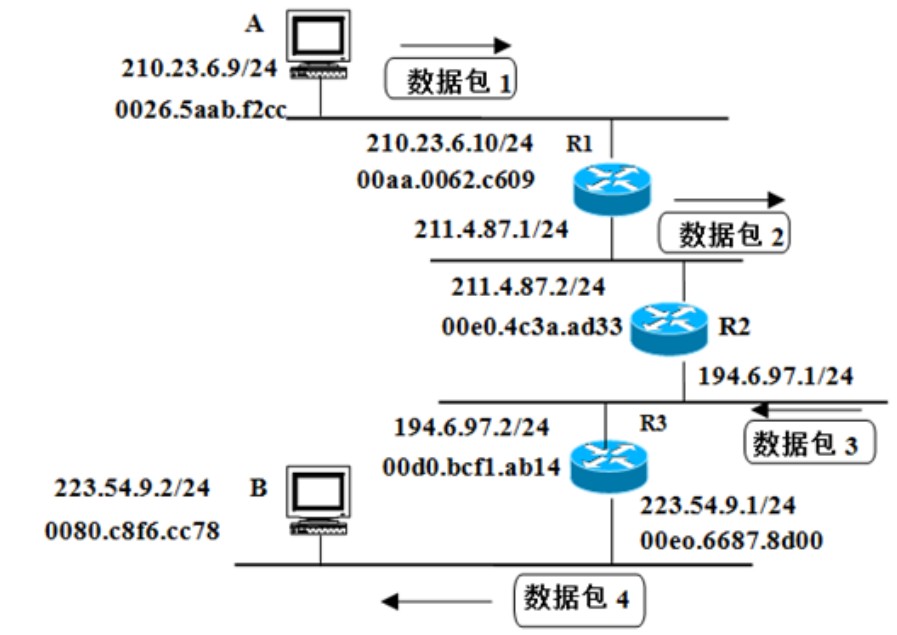 A
210.23.6.9/24
数据包 1
0026.5aab.f2cc
210.23.6.10/24 R1
00aa.0062.c609
211.4.87.1/24
数据包 2
211.4.87.2/24
00e0.4c3a.ad33 R2
194.6.97.1/24
194.6.97.2/24 R3
数据包 3
00d0.bcf1.ab14
223.54.9.2/24 B
223.54.9.1/24
0080.c8f6.cc78
00eo.6687.8d00
数据包 4